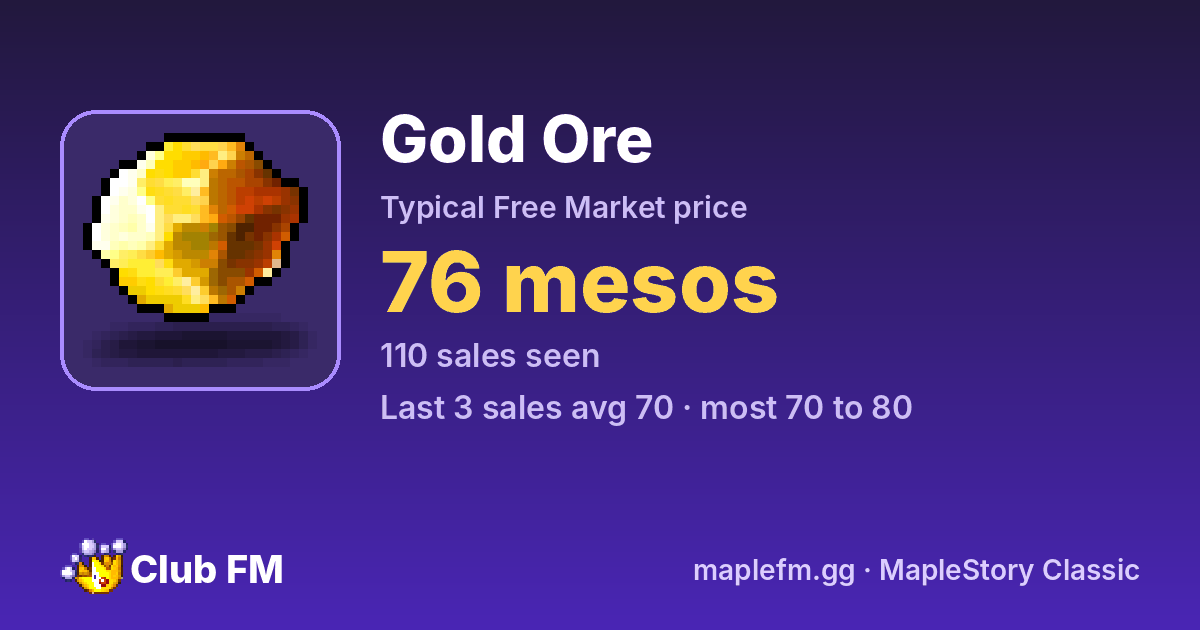 Gold Ore
Typical Free Market price
76 mesos
110 sales seen
Last 3 sales avg 70 · most 70 to 80
Club FM
maplefm.gg · MapleStory Classic